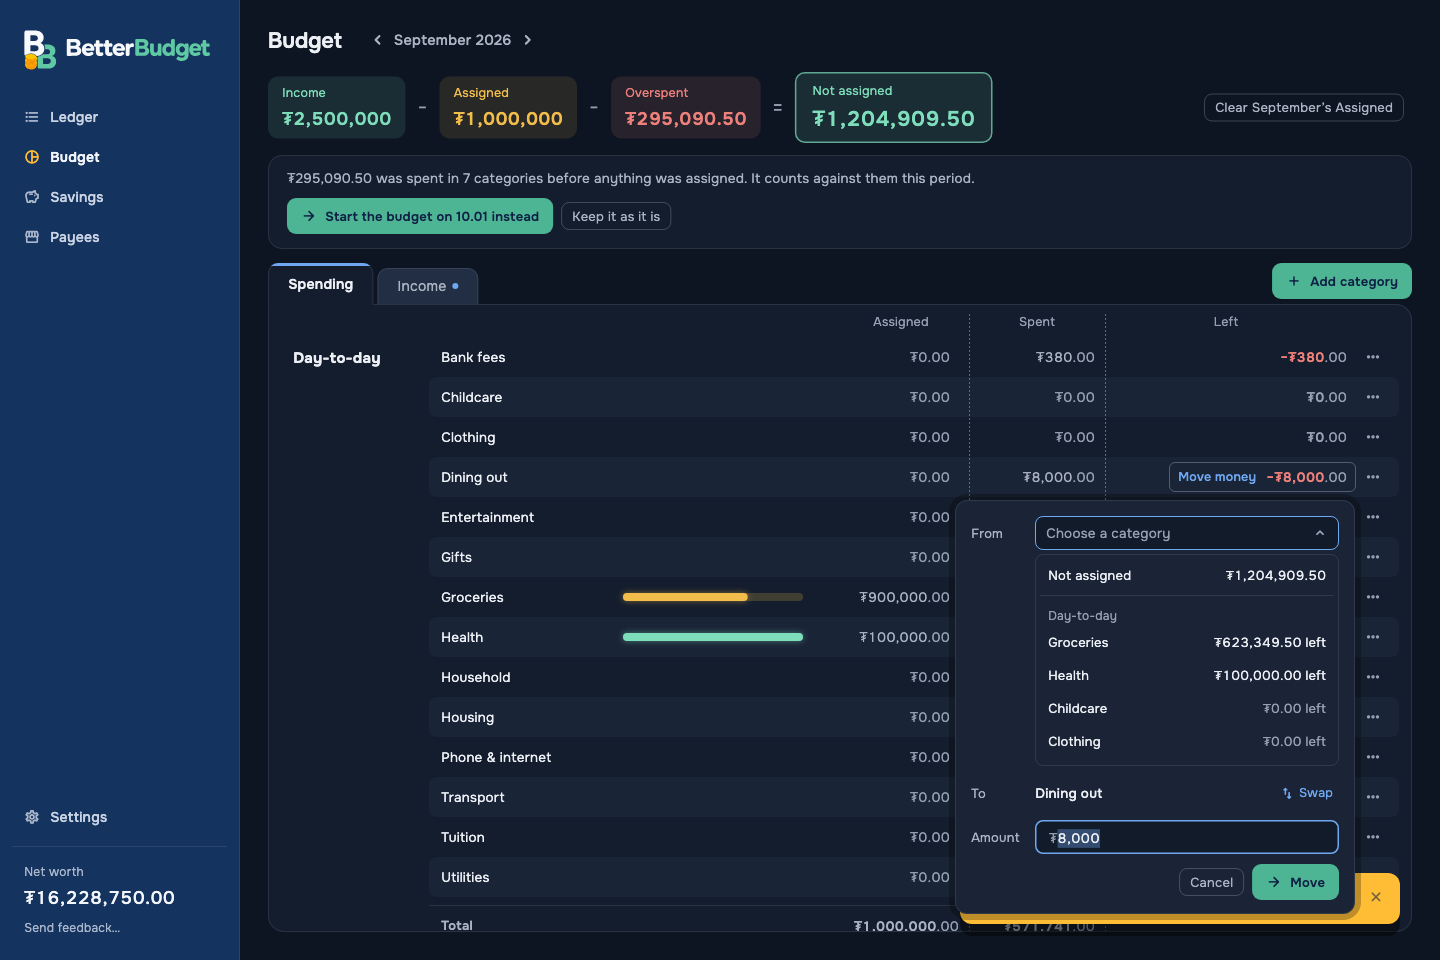 BetterBudget
Ledger
Budget
Savings
Payees
Settings
Net worth
₮16,228,750.00
Send feedback...
Budget
September 2026
Income
₮2,500,000
-
Assigned
₮1,000,000
-
Overspent
₮295,090.50
=
Not assigned
₮1,204,909.50
Clear September's Assigned
₮295,090.50 was spent in 7 categories before anything was assigned. It counts against them this period.
Start the budget on 10.01 instead
Keep it as it is
Spending
Income
Add category
Assigned Spent Left
Day-to-day
Bank fees ₮0.00 ₮380.00 -₮380.00
Childcare ₮0.00 ₮0.00 ₮0.00
Clothing ₮0.00 ₮0.00 ₮0.00
Dining out ₮0.00 ₮8,000.00 Move money -₮8,000.00
Entertainment ₮0.00
Gifts ₮0.00
Groceries ₮900,000.00
Health ₮100,000.00
Household ₮0.00
Housing ₮0.00
Phone & internet ₮0.00
Transport ₮0.00
Tuition ₮0.00
Utilities ₮0.00
Total ₮1,000,000.00 ₮571,741.00
From Choose a category
Not assigned ₮1,204,909.50
Day-to-day
Groceries ₮623,349.50 left
Health ₮100,000.00 left
Childcare ₮0.00 left
Clothing ₮0.00 left
To Dining out Swap
Amount ₮8,000
Cancel Move